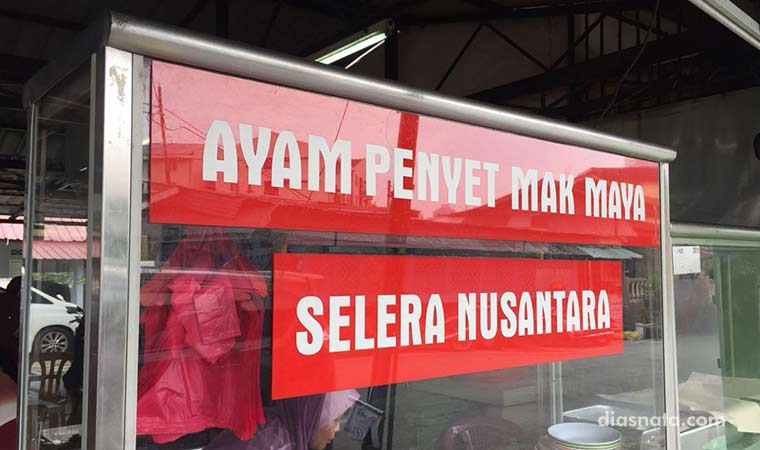 AYAM PENYET MAK MAYA
SELERA NUSANTARA
diasnata.com